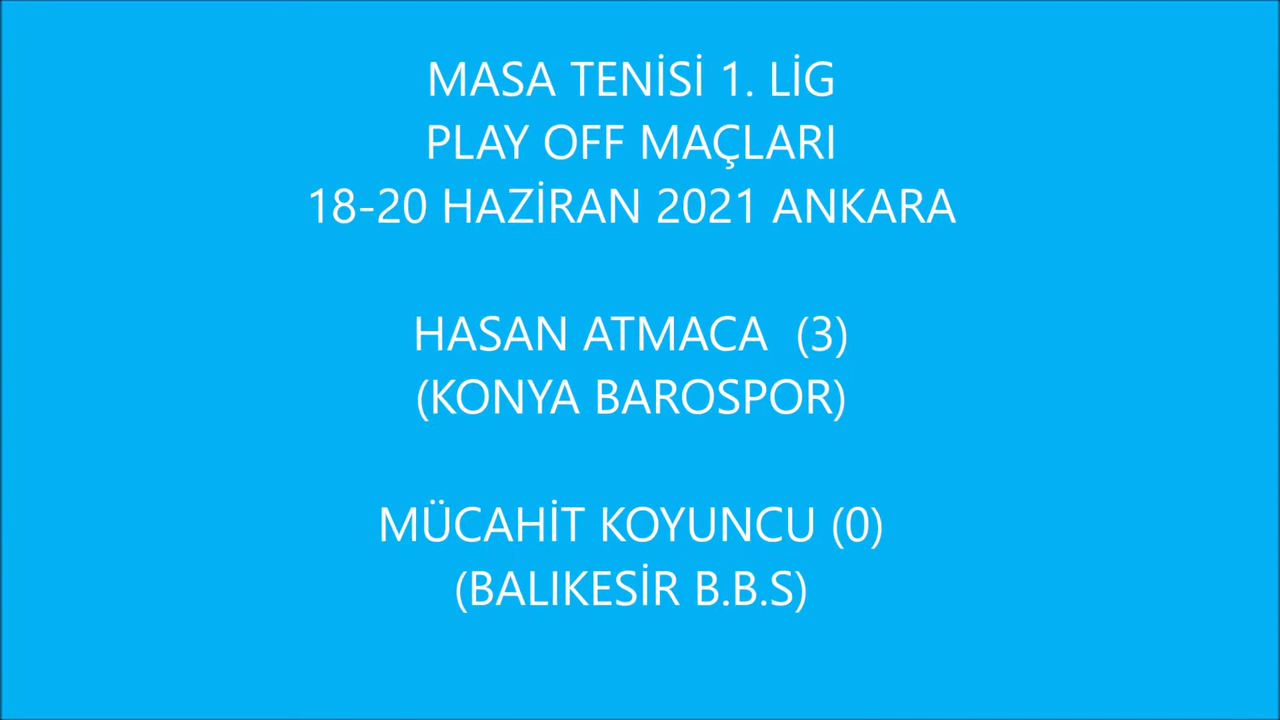 MASA TENİSİ 1. LİG
PLAY OFF MAÇLARI
18-20 HAZİRAN 2021 ANKARA
HASAN ATMACA (3)
(KONYA BAROSPOR)
MÜCAHİT KOYUNCU (0)
(BALIKESİR B.B.S)